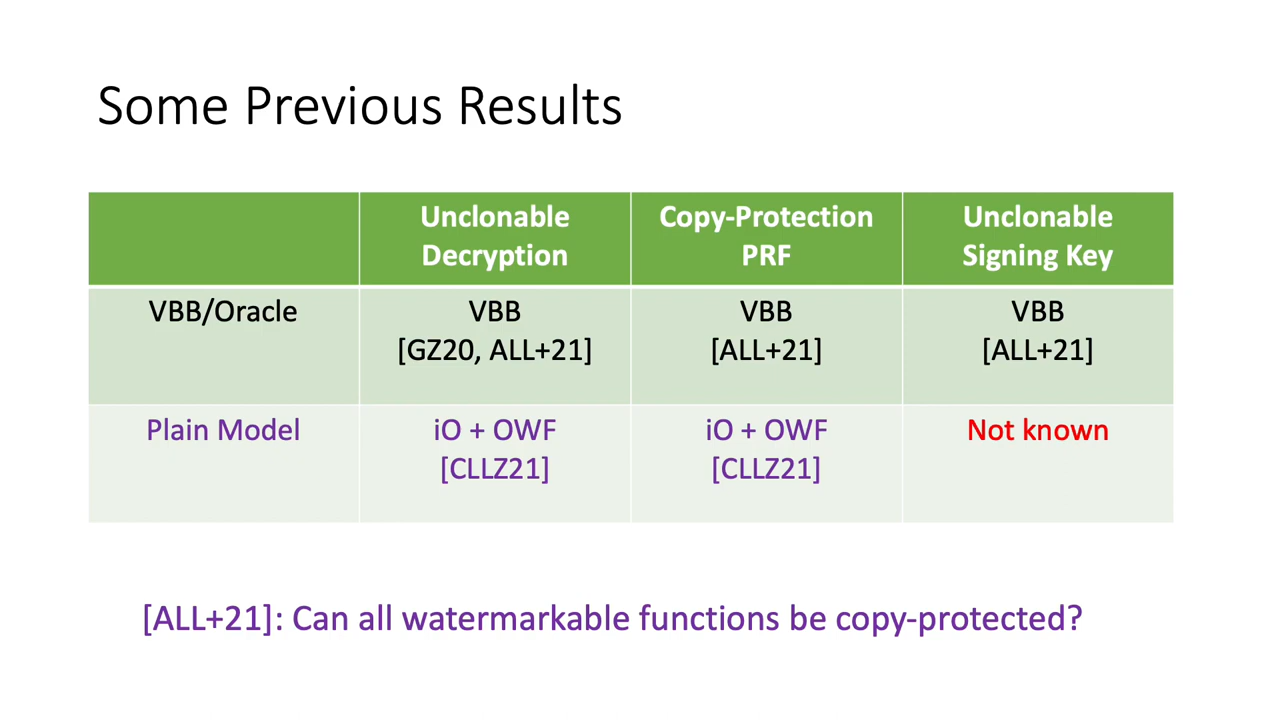 Some Previous Results
Unclonable
Decryption
Copy-Protection
PRF
Unclonable
Signing Key
VBB/Oracle
VBB
[GZ20, ALL+21]
VBB
[ALL+21]
VBB
[ALL+21]
Plain Model
iO + OWF
[CLLZ21]
iO + OWF
[CLLZ21]
Not known
[ALL+21]: Can all watermarkable functions be copy-protected?